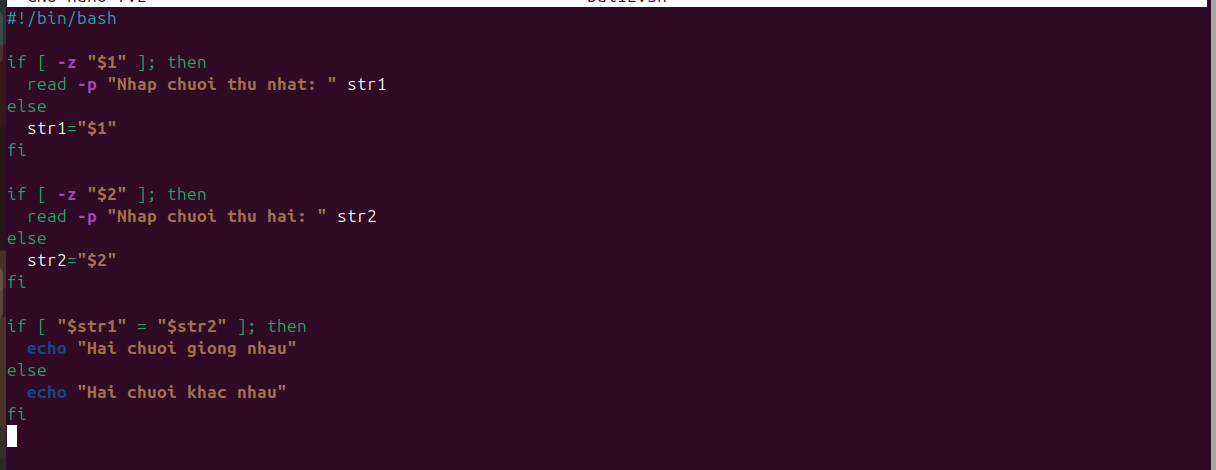 #!/bin/bash
if [ -z "$1" ]; then
read -p "Nhap chuoi thu nhat: " str1
else
str1="$1"
fi
if [ -z "$2" ]; then
read -p "Nhap chuoi thu hai: " str2
else
str2="$2"
fi
if [ "$str1" = "$str2" ]; then
echo "Hai chuoi giong nhau"
else
echo "Hai chuoi khac nhau"
fi